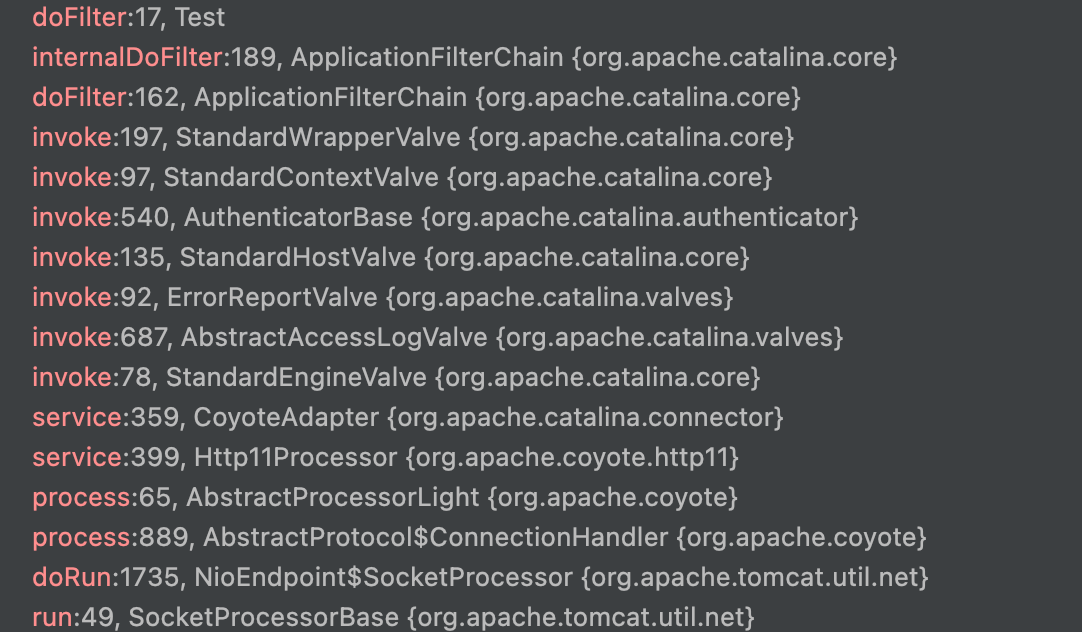 doFilter:17, Test
internalDoFilter:189, ApplicationFilterChain {org.apache.catalina.core}
doFilter:162, ApplicationFilterChain {org.apache.catalina.core}
invoke:197, StandardWrapperValve {org.apache.catalina.core}
invoke:97, StandardContextValve {org.apache.catalina.core}
invoke:540, AuthenticatorBase {org.apache.catalina.authenticator}
invoke:135, StandardHostValve {org.apache.catalina.core}
invoke:92, ErrorReportValve {org.apache.catalina.valves}
invoke:687, AbstractAccessLogValve {org.apache.catalina.valves}
invoke:78, StandardEngineValve {org.apache.catalina.core}
service:359, CoyoteAdapter {org.apache.catalina.connector}
service:399, Http11Processor {org.apache.coyote.http11}
process:65, AbstractProcessorLight {org.apache.coyote}
process:889, AbstractProtocol$ConnectionHandler {org.apache.coyote}
doRun:1735, NioEndpoint$SocketProcessor {org.apache.tomcat.util.net}
run:49, SocketProcessorBase {org.apache.tomcat.util.net}